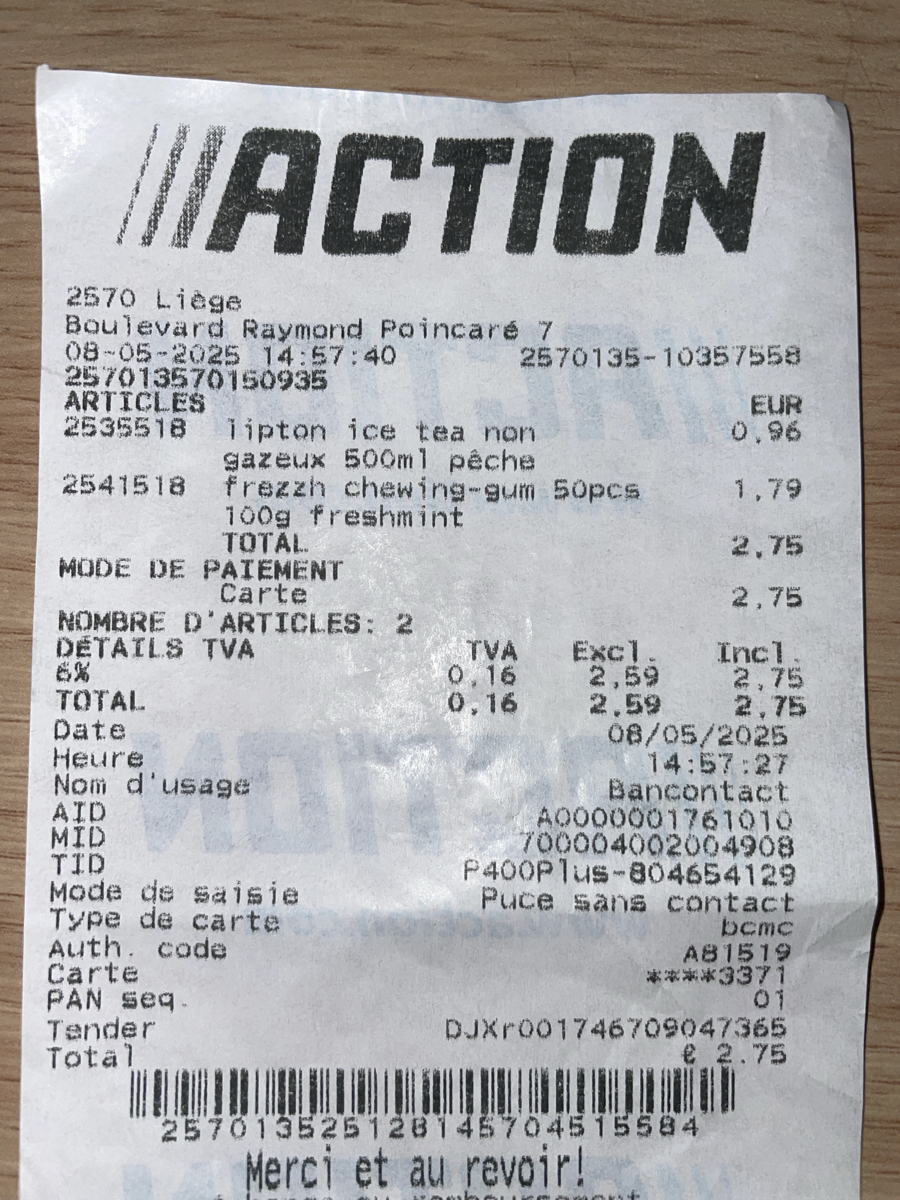 ACTION
2570 Liège
Boulevard Raymond Poincaré 7
08-05-2025 14:57:40 2570135-10357558
257013570150935
ARTICLES EUR
2535518 lipton ice tea non 0,96
gazeux 500ml pêche
2541518 frezzh chewing-gum 50pcs 1,79
100g freshmint
TOTAL 2,75
MODE DE PAIEMENT
Carte 2,75
NOMBRE D'ARTICLES: 2
DÉTAILS TVA TVA Excl. Incl.
6% 0,16 2,59 2,75
TOTAL 0,16 2,59 2,75
Date 08/05/2025
Heure 14:57:27
Nom d'usage Bancontact
AID A0000001761010
MID 700004002004908
TID P400Plus-804654129
Mode de saisie Puce sans contact
Type de carte bcmc
Auth. code A81519
Carte ****3371
PAN seq. 01
Tender DJXr001746709047365
Total € 2.75
2570135251281457045155​84
Merci et au revoir!